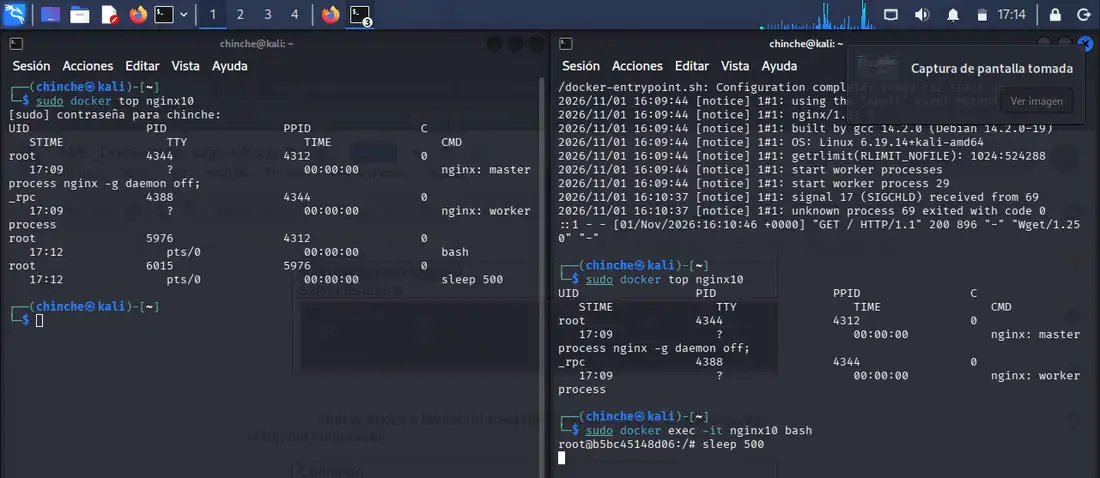 1 2 3 4
3
17:14
chinche@kali: ~
Sesión Acciones Editar Vista Ayuda
┌──(chinche㉿kali)-[~]
└─$ sudo docker top nginx10
[sudo] contraseña para chinche:
UID PID PPID C
STIME TTY TIME CMD
root 4344 4312 0
17:09 ? 00:00:00 nginx: master
process nginx -g daemon off;
_rpc 4388 4344 0
17:09 ? 00:00:00 nginx: worker
process
root 5976 4312 0
17:12 pts/0 00:00:00 bash
root 6015 5976 0
17:12 pts/0 00:00:00 sleep 500
┌──(chinche㉿kali)-[~]
└─$
chinche@kali: ~
Sesión Acciones Editar Vista Ayuda
Captura de pantalla tomada
Ver imagen
/docker-entrypoint.sh: Configuration
2026/11/01 16:09:44 [notice] 1#1: using the
2026/11/01 16:09:44 [notice] 1#1:
2026/11/01 16:09:44 [notice] 1#1: built by gcc 14.2.0 (Debian 14.2.0-19)
2026/11/01 16:09:44 [notice] 1#1: OS: Linux 6.19.14+kali-amd64
2026/11/01 16:09:44 [notice] 1#1: getrlimit(RLIMIT_NOFILE): 1024:524288
2026/11/01 16:09:44 [notice] 1#1: start worker processes
2026/11/01 16:09:44 [notice] 1#1: start worker process 29
2026/11/01 16:10:37 [notice] 1#1: signal 17 (SIGCHLD) received from 69
2026/11/01 16:10:37 [notice] 1#1: unknown process 69 exited with code 0
::1 - - [01/Nov/2026:16:10:46 +0000] "GET / HTTP/1.1" 200 896 "-" "Wget/1.25
0" "-"
┌──(chinche㉿kali)-[~]
└─$ sudo docker top nginx10
UID PID PPID C
STIME TTY TIME CMD
root 4344 4312 0
17:09 ? 00:00:00 nginx: master
process nginx -g daemon off;
_rpc 4388 4344 0
17:09 ? 00:00:00 nginx: worker
process
┌──(chinche㉿kali)-[~]
└─$ sudo docker exec -it nginx10 bash
root@b5bc45148d06:/# sleep 500